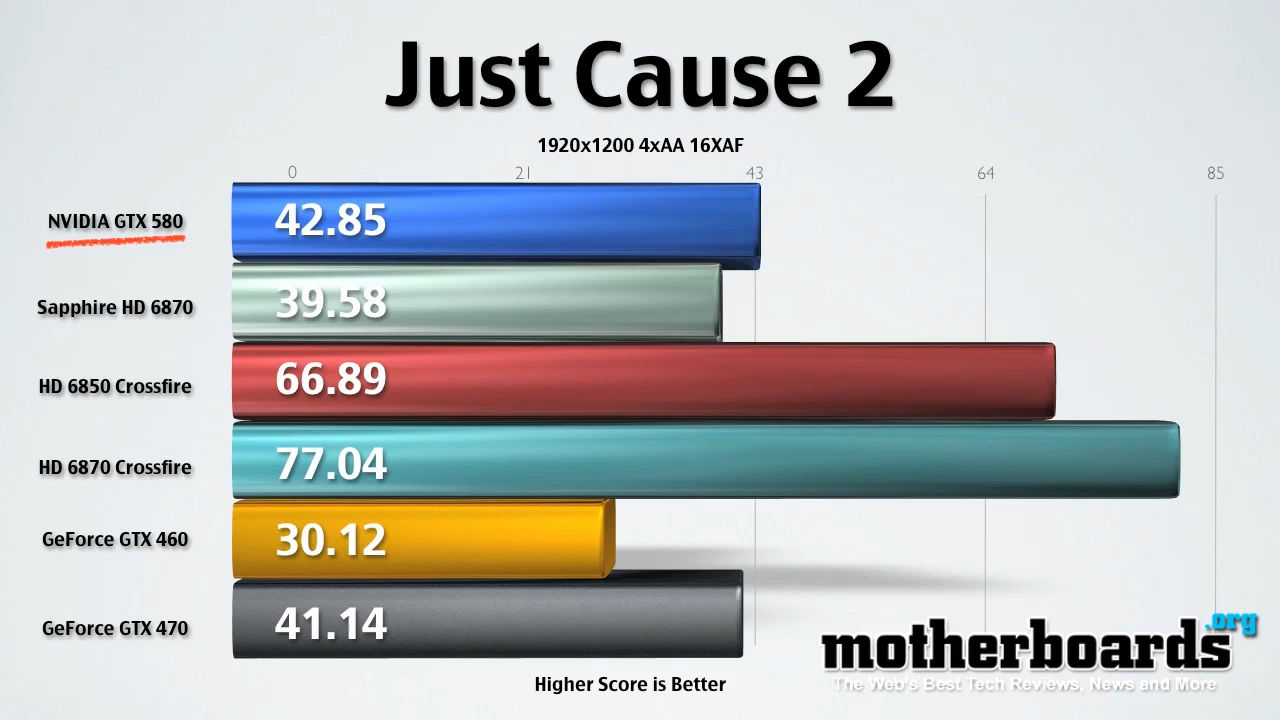 Just Cause 2
1920x1200 4xAA 16XAF
0 21 43 64 85
NVIDIA GTX 580 42.85
Sapphire HD 6870 39.58
HD 6850 Crossfire 66.89
HD 6870 Crossfire 77.04
GeForce GTX 460 30.12
GeForce GTX 470 41.14
motherboards.org
The Web's Best Tech Reviews, News and More
Higher Score is Better